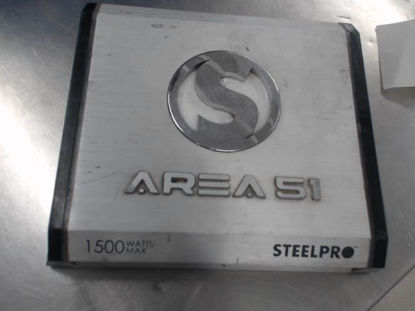 S
AREA 51
1500 WATTS
MAX
STEELPRO